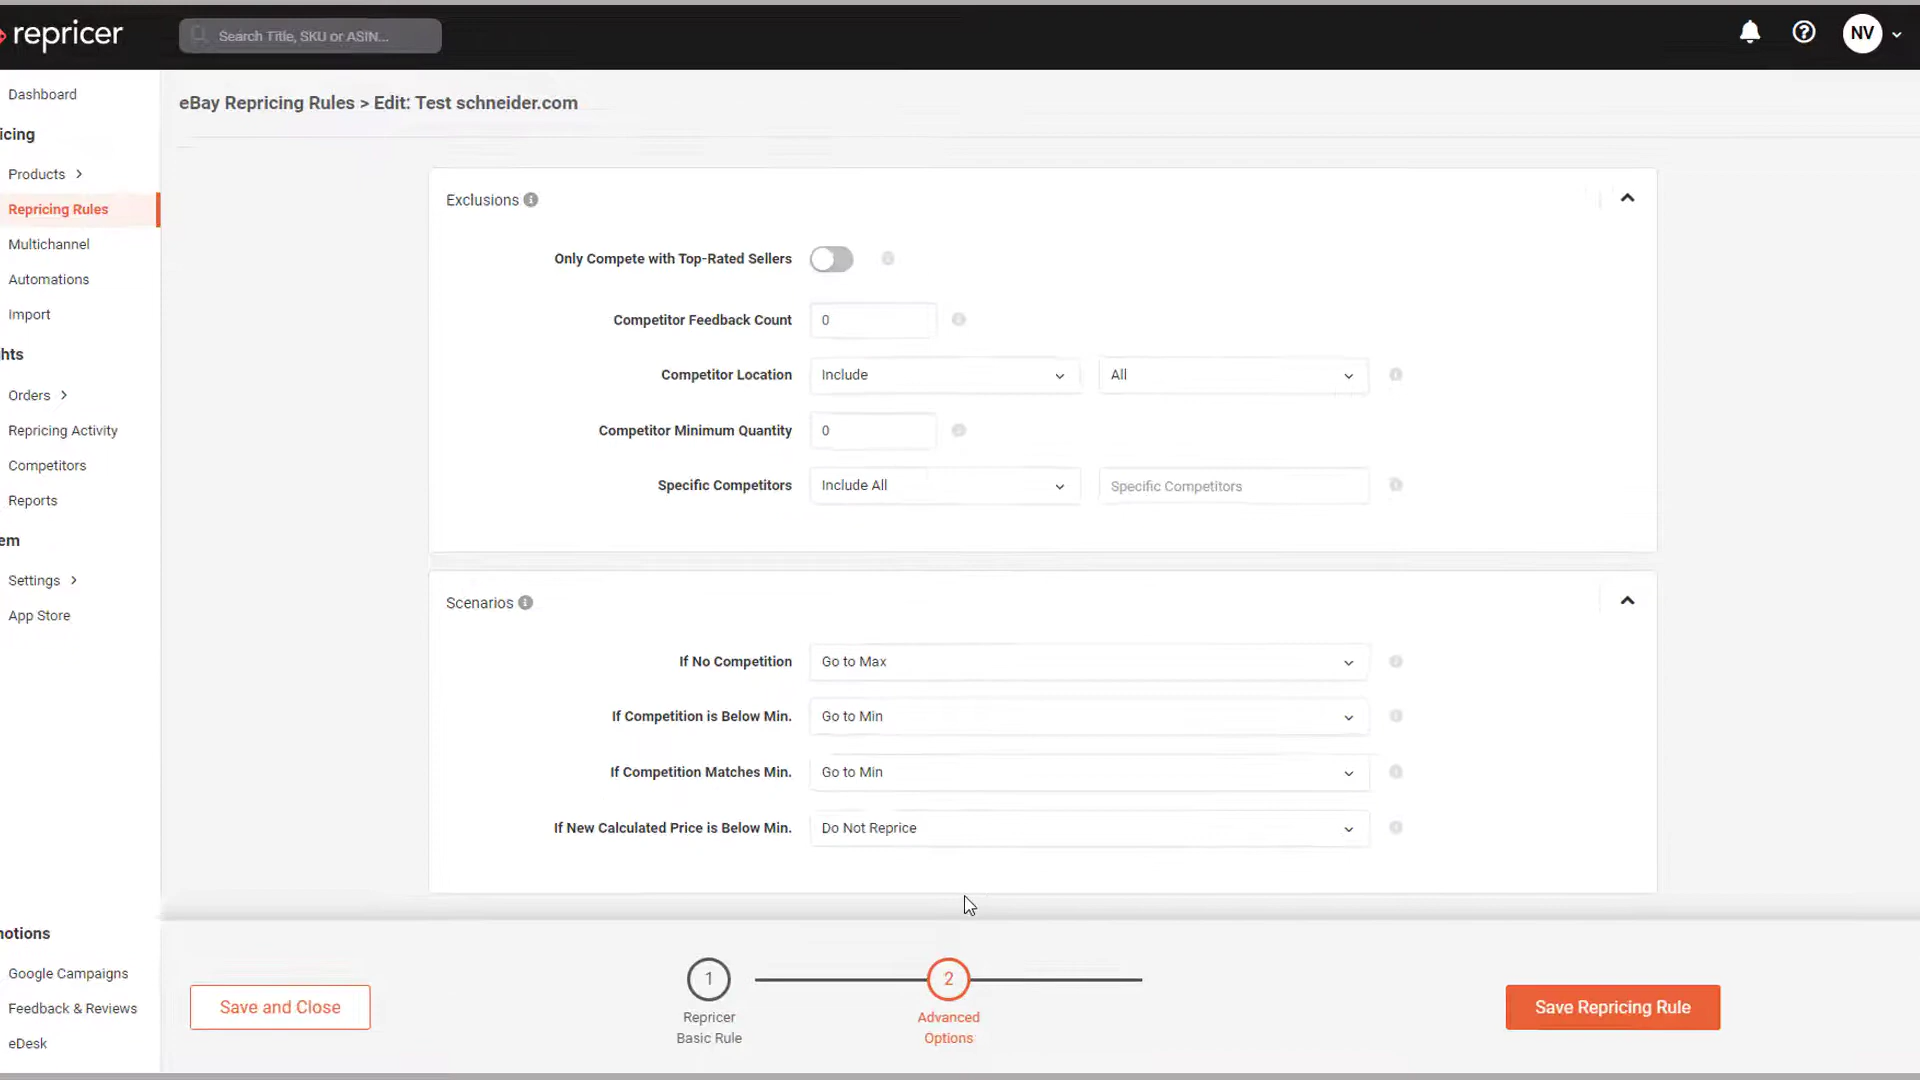 repricer
Search Title, SKU or ASIN...
NV
Dashboard
icing
Products
Repricing Rules
Multichannel
Automations
Import
hts
Orders
Repricing Activity
Competitors
Reports
em
Settings
App Store
notions
Google Campaigns
Feedback & Reviews
eDesk
eBay Repricing Rules > Edit: Test schneider.com
Exclusions
Only Compete with Top-Rated Sellers
Competitor Feedback Count 0
Competitor Location Include All
Competitor Minimum Quantity 0
Specific Competitors Include All Specific Competitors
Scenarios
If No Competition Go to Max
If Competition is Below Min. Go to Min
If Competition Matches Min. Go to Min
If New Calculated Price is Below Min. Do Not Reprice
Save and Close
1
Repricer
Basic Rule
2
Advanced
Options
Save Repricing Rule